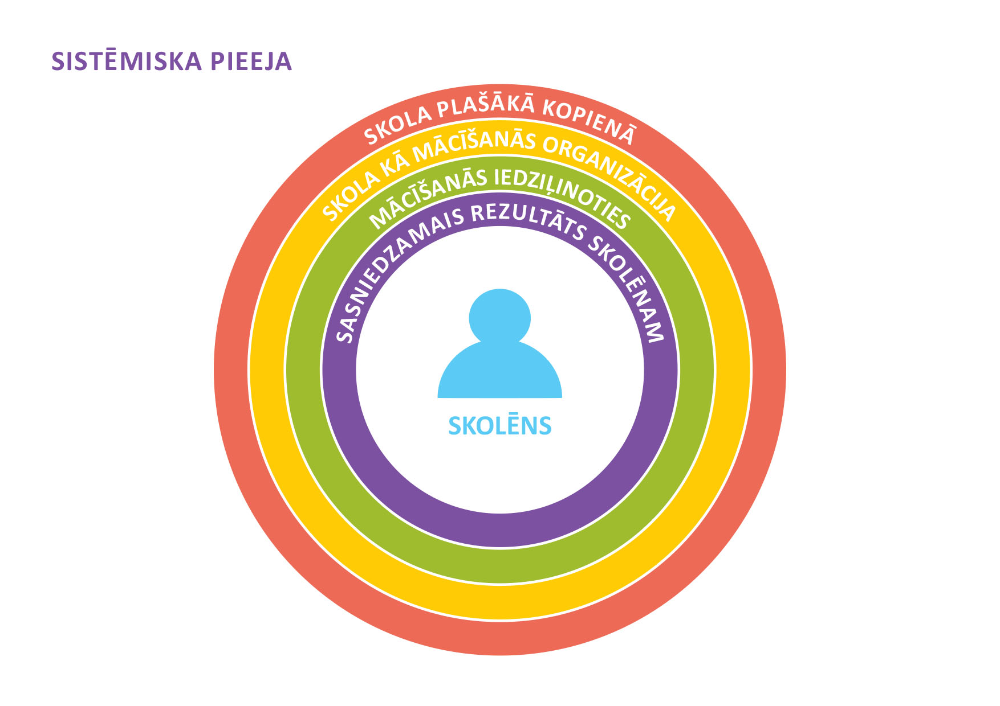 SISTĒMISKA PIEEJA
SKOLA PLAŠĀKĀ KOPIENĀ
SKOLA KĀ MĀCĪŠANĀS ORGANIZĀCIJA
MĀCĪŠANĀS IEDZIĻINOTIES
SASNIEDZAMAIS REZULTĀTS SKOLĒNAM
SKOLĒNS